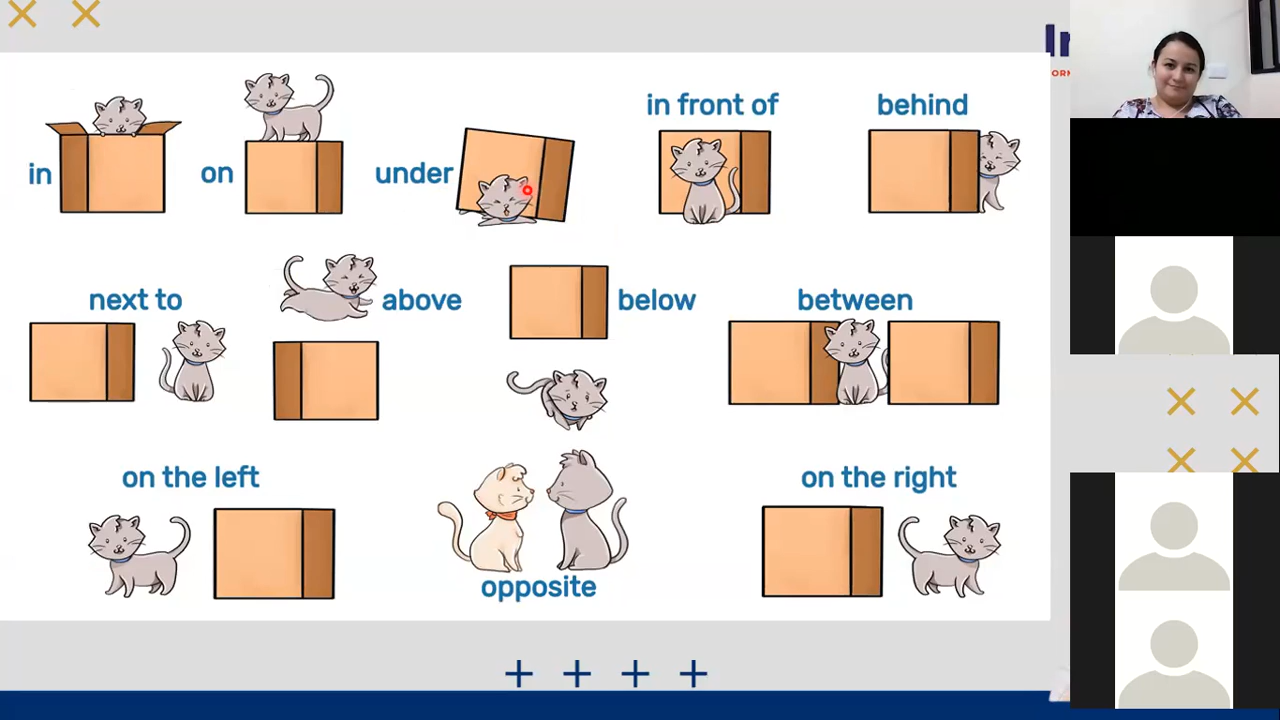 in
on
under
in front of
behind
next to
above
below
between
on the left
opposite
on the right